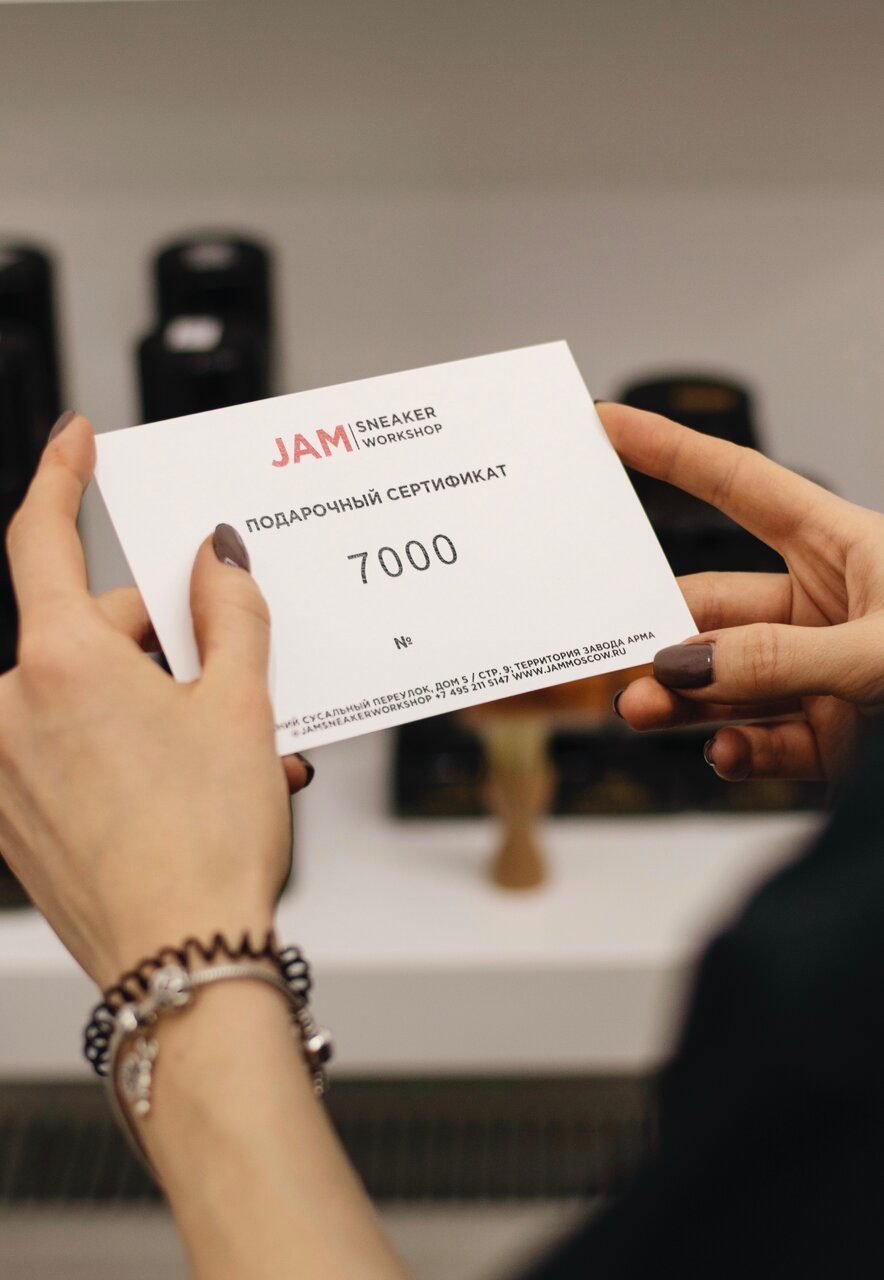 JAM
SNEAKER
WORKSHOP
ПОДАРОЧНЫЙ СЕРТИФИКАТ
7000
№
СУСАЛЬНЫЙ ПЕРЕУЛОК, ДОМ 5 / СТР. 9; ТЕРРИТОРИЯ ЗАВОДА АРМА
@JAMSNEAKERWORKSHOP +7 495 211 5147 WWW.JAMMOSCOW.RU